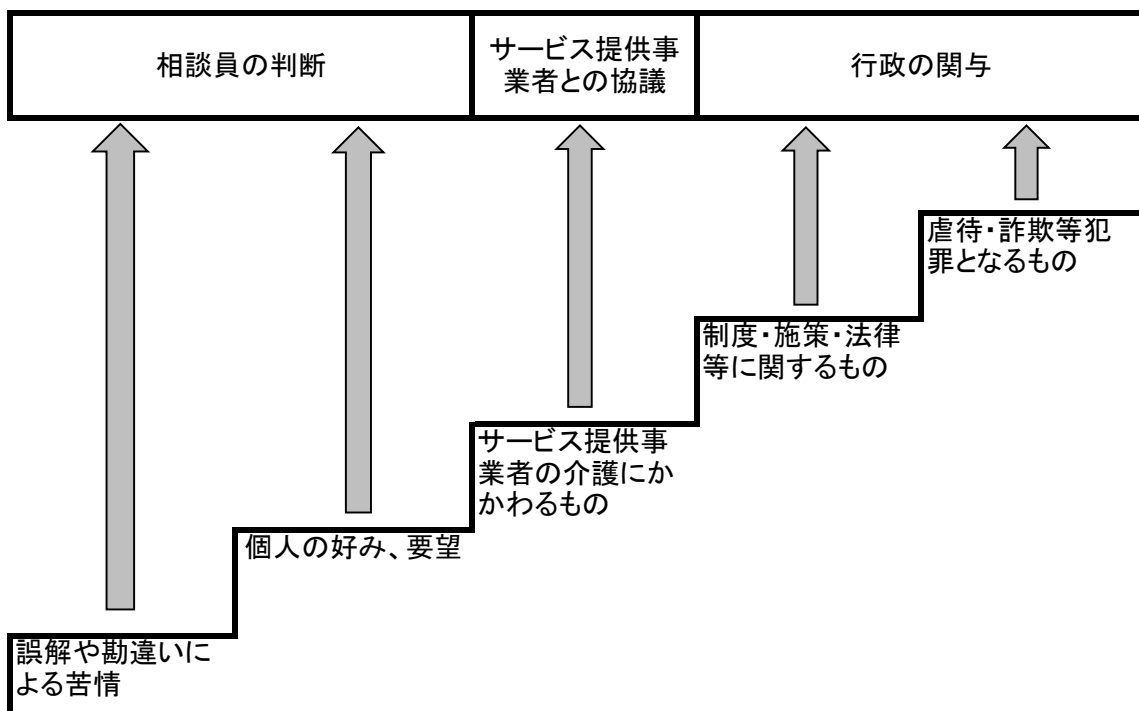 相談員の判断
サービス提供事
業者との協議
行政の関与
虐待・詐欺等犯
罪となるもの
制度・施策・法律
等に関するもの
サービス提供事
業者の介護にか
かわるもの
個人の好み、要望
誤解や勘違いに
よる苦情